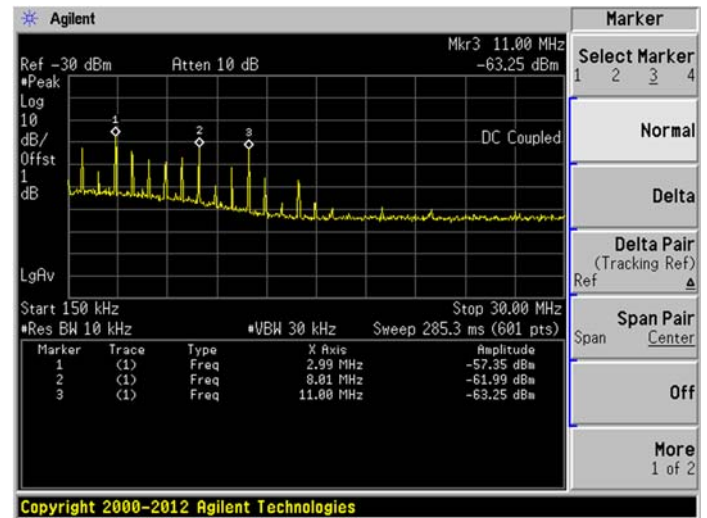 Agilent
Marker
Mkr3 11.00 MHz
Ref -30 dBm Atten 10 dB -63.25 dBm
#Peak
Log
10
dB/
Offst
1
dB
1
2
3
DC Coupled
LgAv
Start 150 kHz Stop 30.00 MHz
#Res BW 10 kHz #VBW 30 kHz Sweep 285.3 ms (601 pts)
Marker Trace Type X Axis Amplitude
1 (1) Freq 2.99 MHz -57.35 dBm
2 (1) Freq 8.01 MHz -61.99 dBm
3 (1) Freq 11.00 MHz -63.25 dBm
Select Marker
1 2 3 4
Normal
Delta
Delta Pair
(Tracking Ref)
Ref Δ
Span Pair
Span Center
Off
More
1 of 2
Copyright 2000-2012 Agilent Technologies